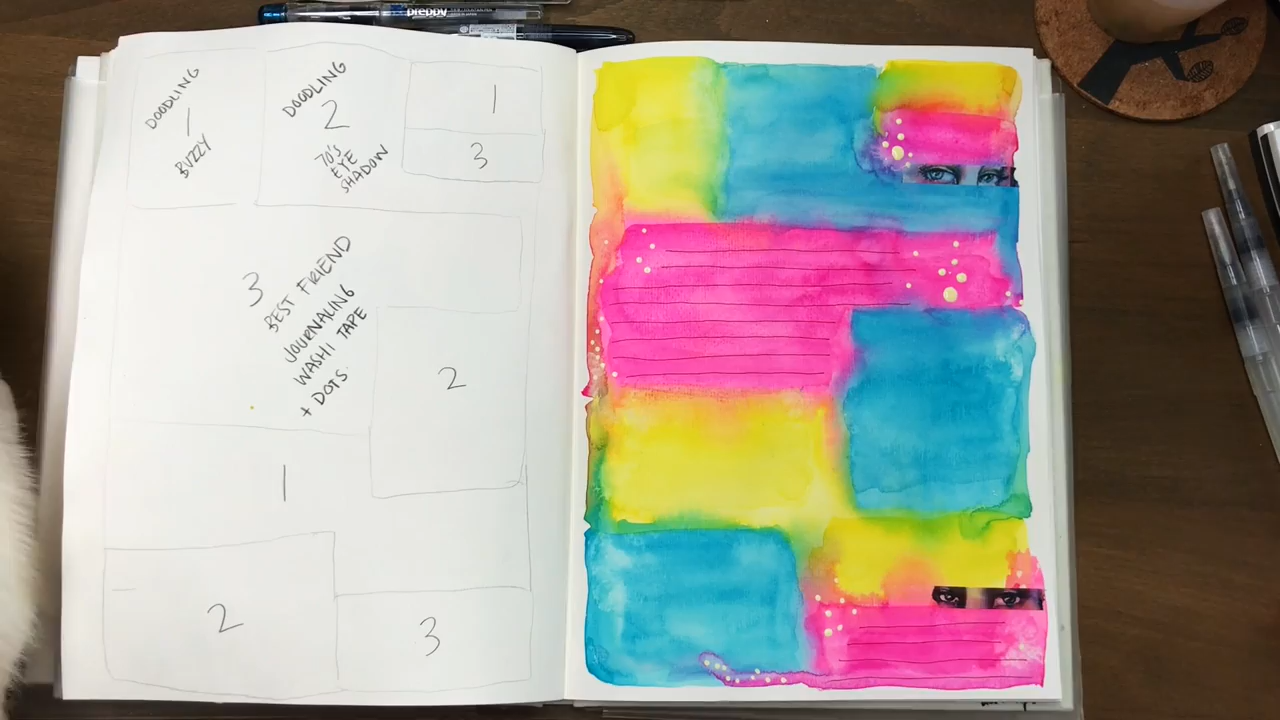 preppy
DOODLING
1
BUZZY
DOODLING
2
70's
EYE
SHADOW
1
3
3
BEST FRIEND
JOURNALING
WASHI TAPE
+ DOTS
2
1
2
3